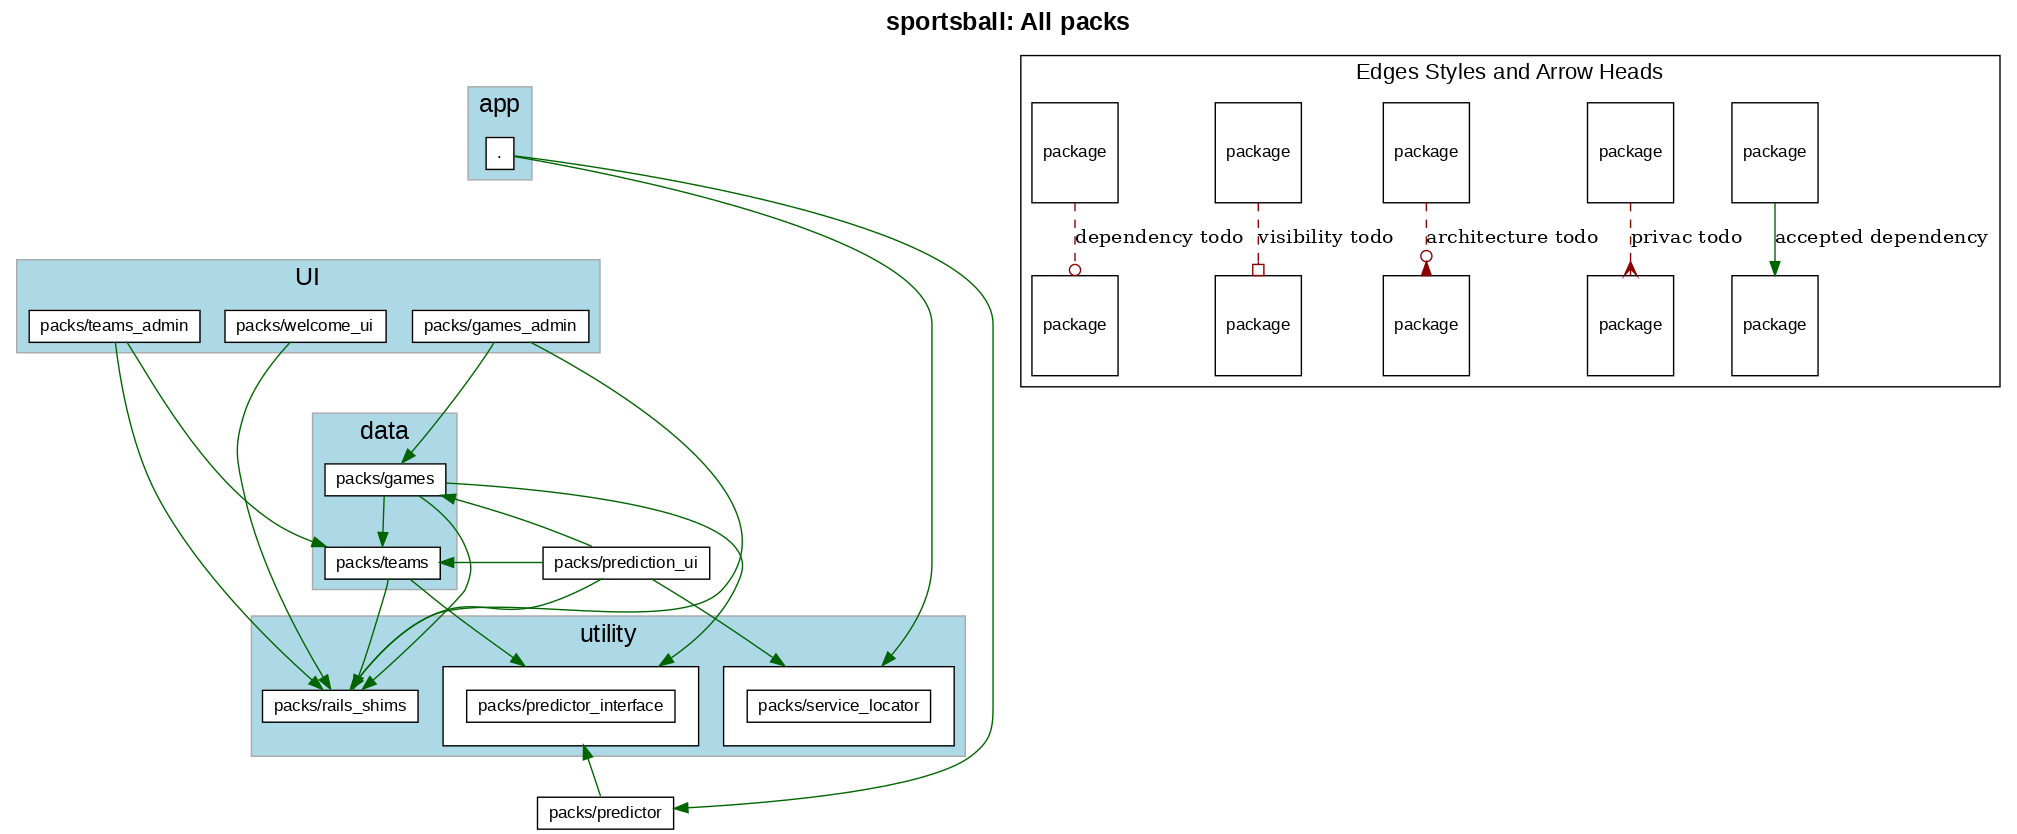 sportsball: All packs
Edges Styles and Arrow Heads
package
package
package
package
package
dependency todo
visibility todo
architecture todo
privac todo
accepted dependency
package
package
package
package
package
app
.
UI
packs/teams_admin
packs/welcome_ui
packs/games_admin
data
packs/games
packs/teams
packs/prediction_ui
utility
packs/rails_shims
packs/predictor_interface
packs/service_locator
packs/predictor